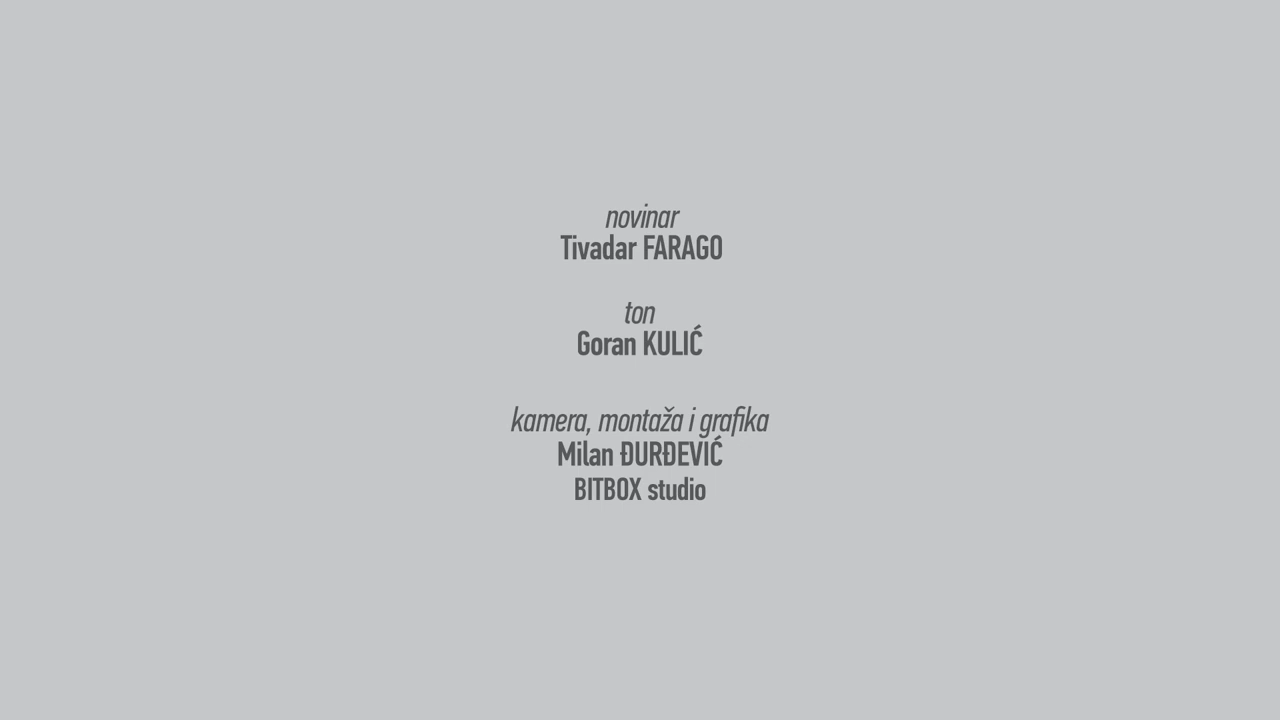 novinar
Tivadar FARAGO
ton
Goran KULIĆ
kamera, montaža i grafika
Milan ĐURĐEVIĆ
BITBOX studio